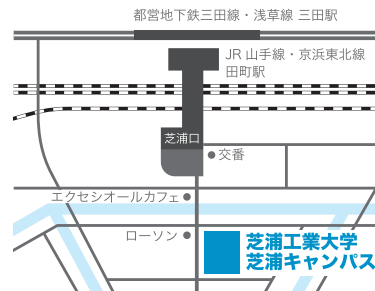 都営地下鉄三田線・浅草線 三田駅
JR山手線・京浜東北線
田町駅
芝浦口
交番
エクセシオールカフェ
ローソン
芝浦工業大学
芝浦キャンパス